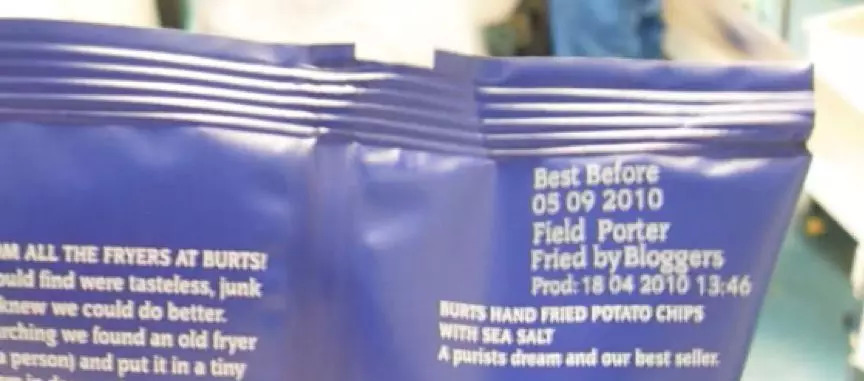 M ALL THE FRYERS AT BURTS!
ould find were tasteless, junk
knew we could do better.
rching we found an old fryer
a person) and put it in a tiny
Best Before
05 09 2010
Field Porter
Fried by Bloggers
Prod: 18 04 2010 13:46
BURTS HAND FRIED POTATO CHIPS
WITH SEA SALT
A purists dream and our best seller.